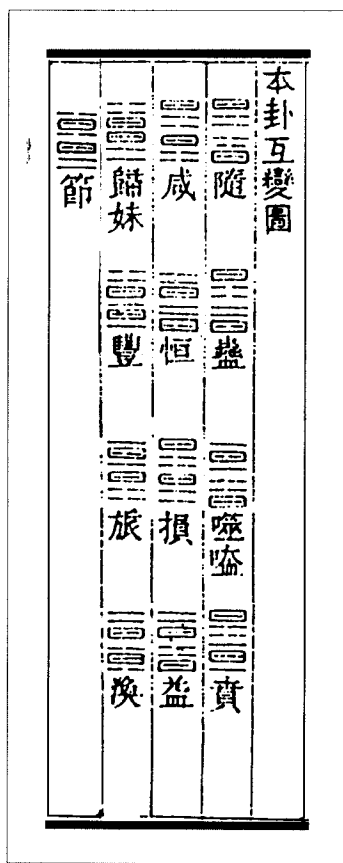 本卦互變圖
隨 蠱 噬嗑 賁
咸 恒 損 益
歸妹 豐 旅 渙
節